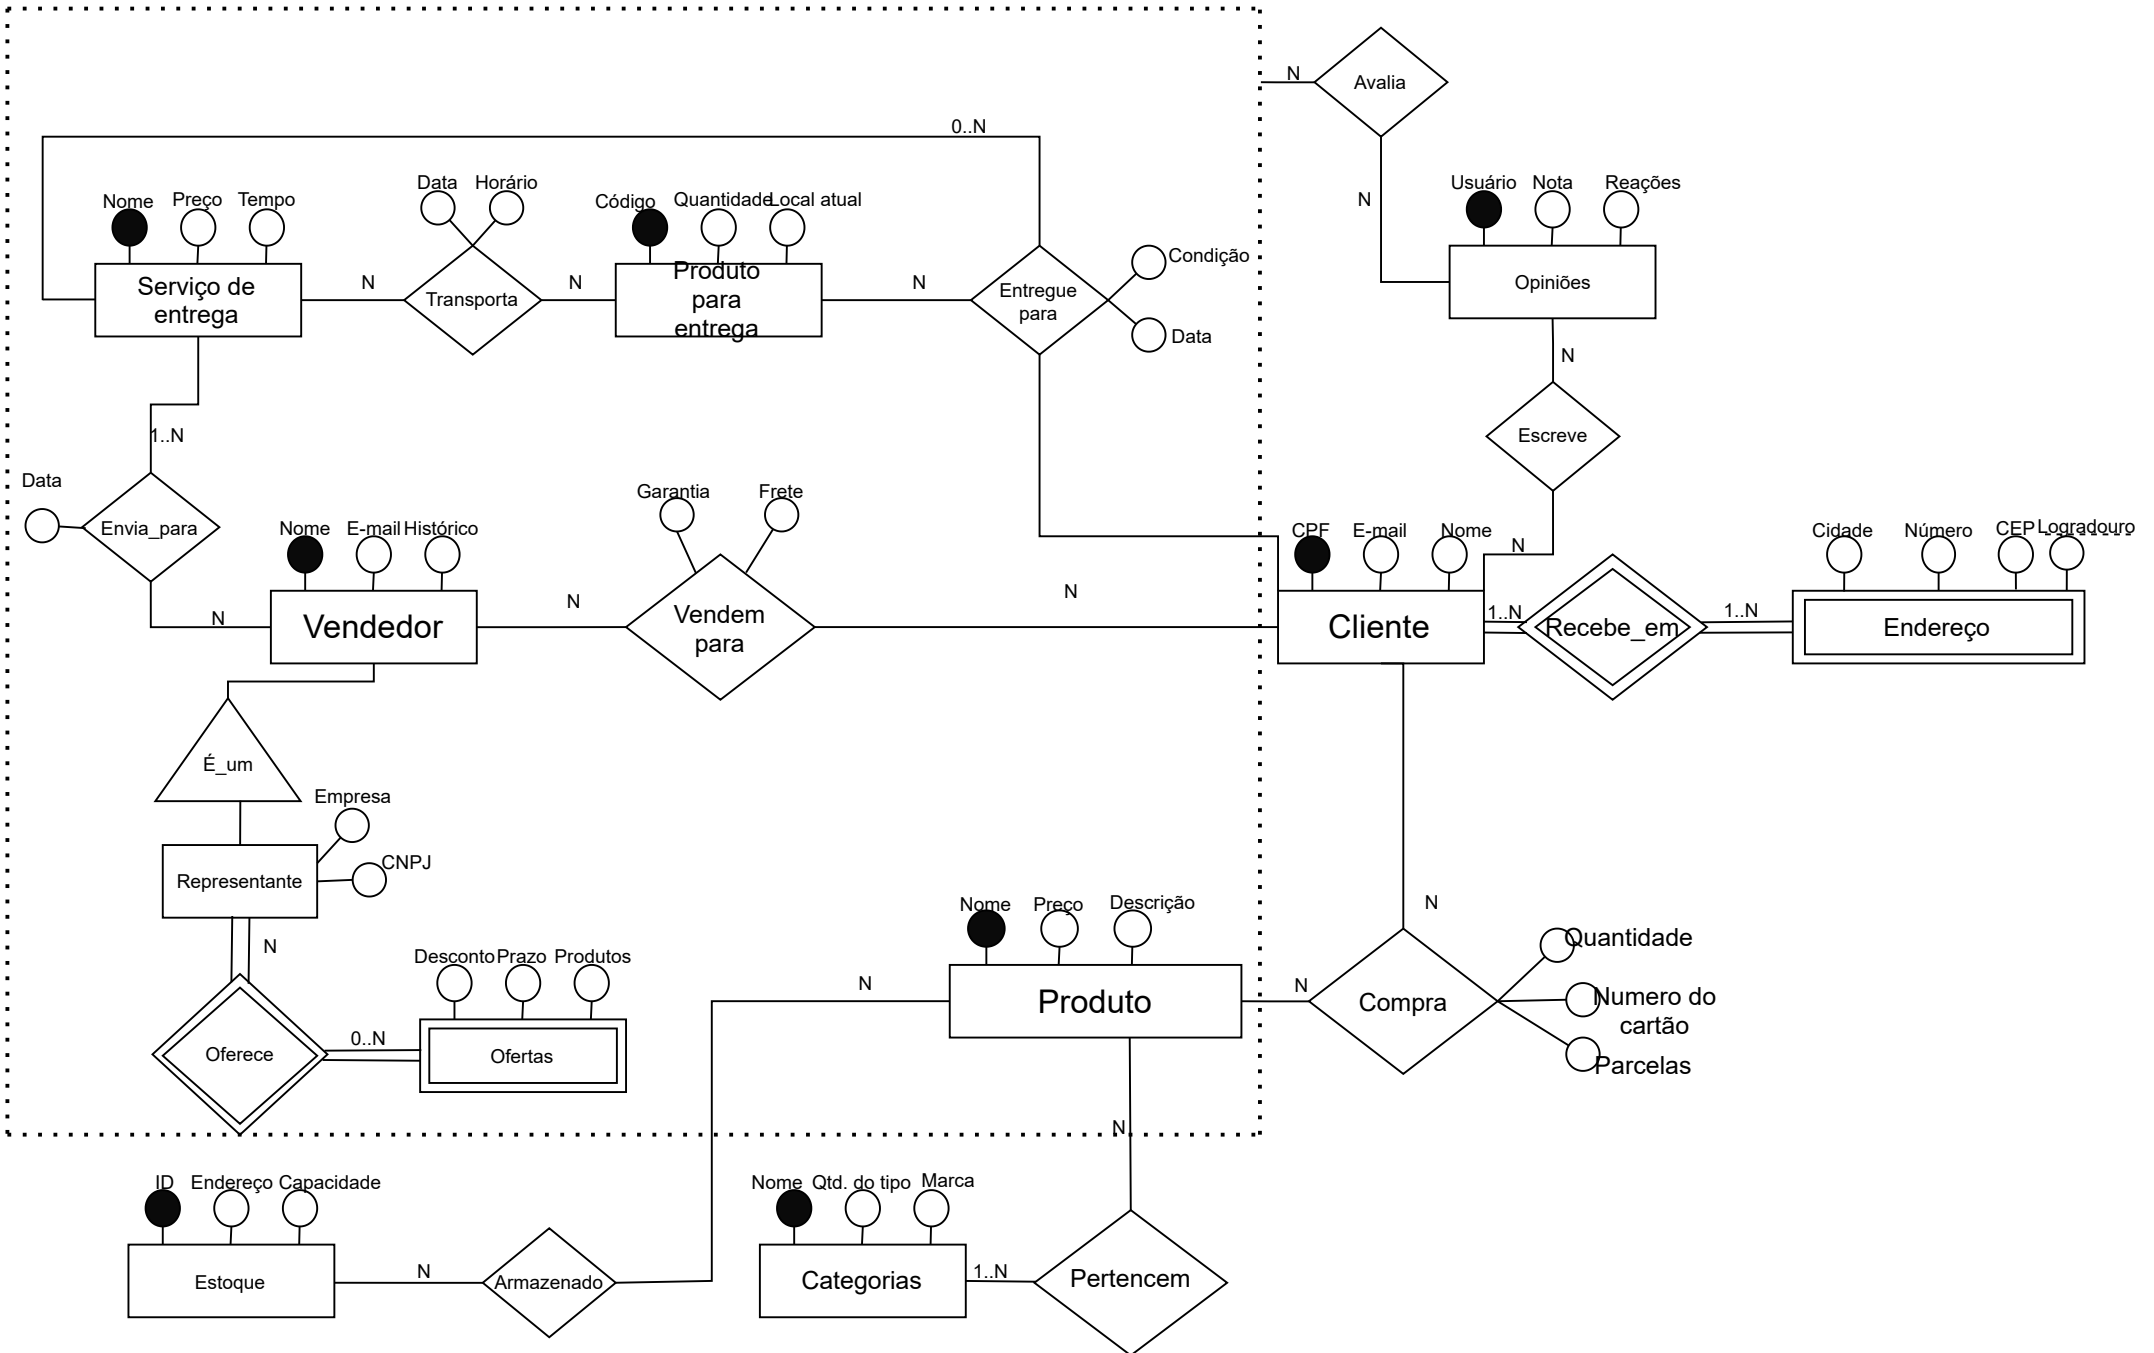 N
Avalia
0..N
N
Data
Horário
Nome
Preço
Tempo
Código
Quantidade
Local atual
Usuário
Nota
Reações
Serviço de
entrega
N
Transporta
N
Produto
para
entrega
N
Entregue
para
Condição
Data
Opiniões
N
Escreve
1..N
Data
Envia_para
Nome
E-mail
Histórico
Garantia
Frete
N
CPF
E-mail
Nome
Cidade
Número
CEP
Logradouro
N
Vendedor
N
Vendem
para
N
Cliente
1..N
Recebe_em
1..N
Endereço
É_um
Empresa
CNPJ
Representante
N
Desconto
Prazo
Produtos
Oferece
0..N
Ofertas
N
Nome
Preço
Descrição
Produto
N
N
Compra
Quantidade
Numero do
cartão
Parcelas
N
ID
Endereço
Capacidade
Nome
Qtd. do tipo
Marca
Estoque
N
Armazenado
Categorias
1..N
Pertencem